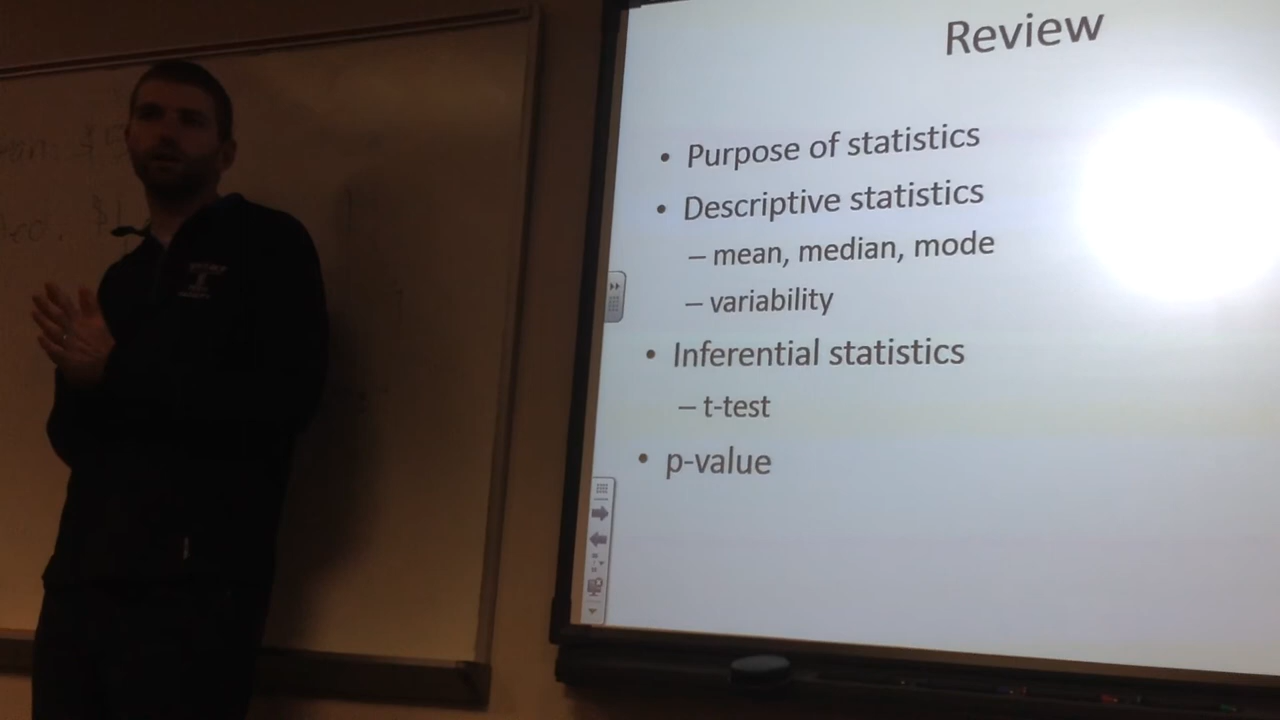 Review
• Purpose of statistics
• Descriptive statistics
– mean, median, mode
– variability
• Inferential statistics
– t-test
• p-value